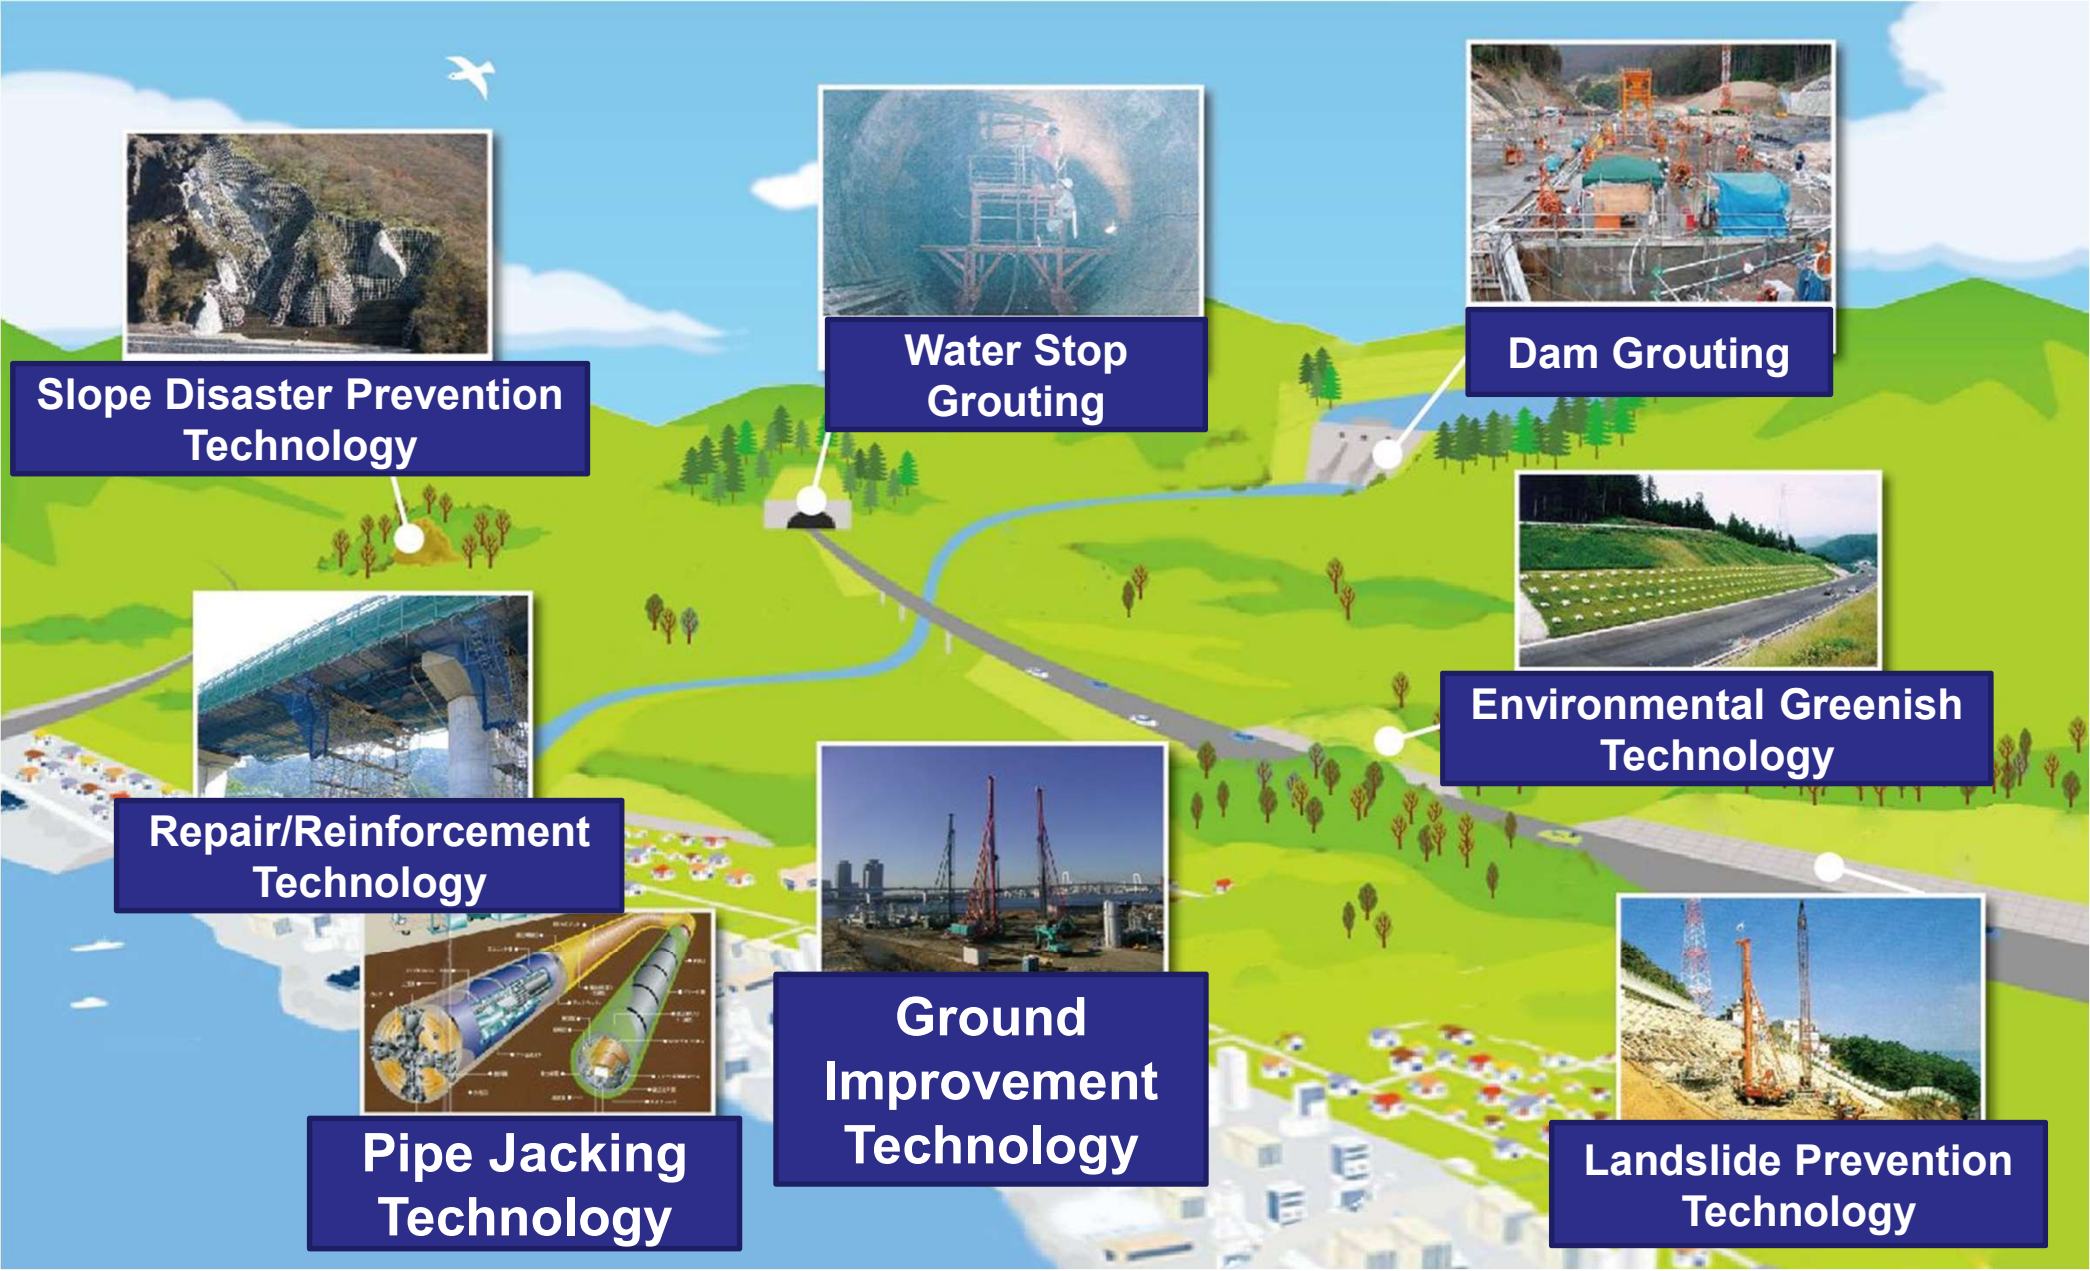 Slope Disaster Prevention
Technology
Water Stop
Grouting
Dam Grouting
Environmental Greenish
Technology
Repair/Reinforcement
Technology
Ground
Improvement
Technology
Pipe Jacking
Technology
Landslide Prevention
Technology